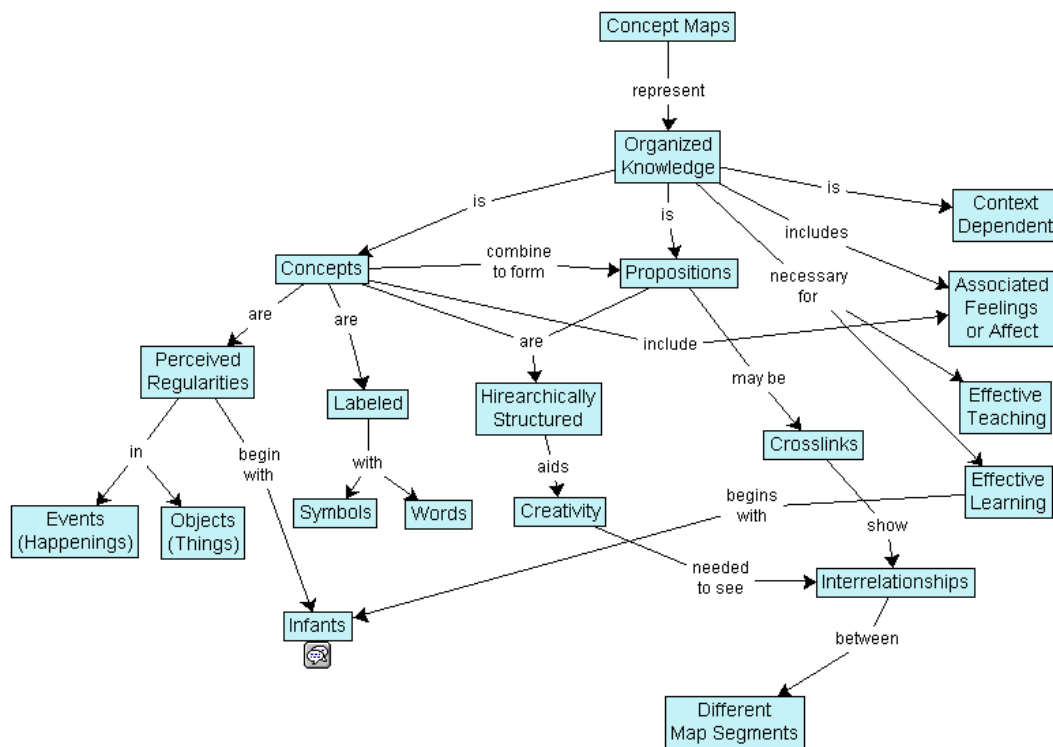 Concept Maps
represent
Organized
Knowledge
is
is
is
Context
Dependent
includes
combine
to form
Concepts
Propositions
necessary
for
Associated
Feelings
or Affect
are
are
are
include
Perceived
Regularities
may be
Labeled
Hirearchically
Structured
Effective
Teaching
Crosslinks
in
begin
with
with
aids
Effective
Learning
begins
with
Events
(Happenings)
Objects
(Things)
Symbols
Words
Creativity
show
needed
to see
Interrelationships
Infants
between
Different
Map Segments